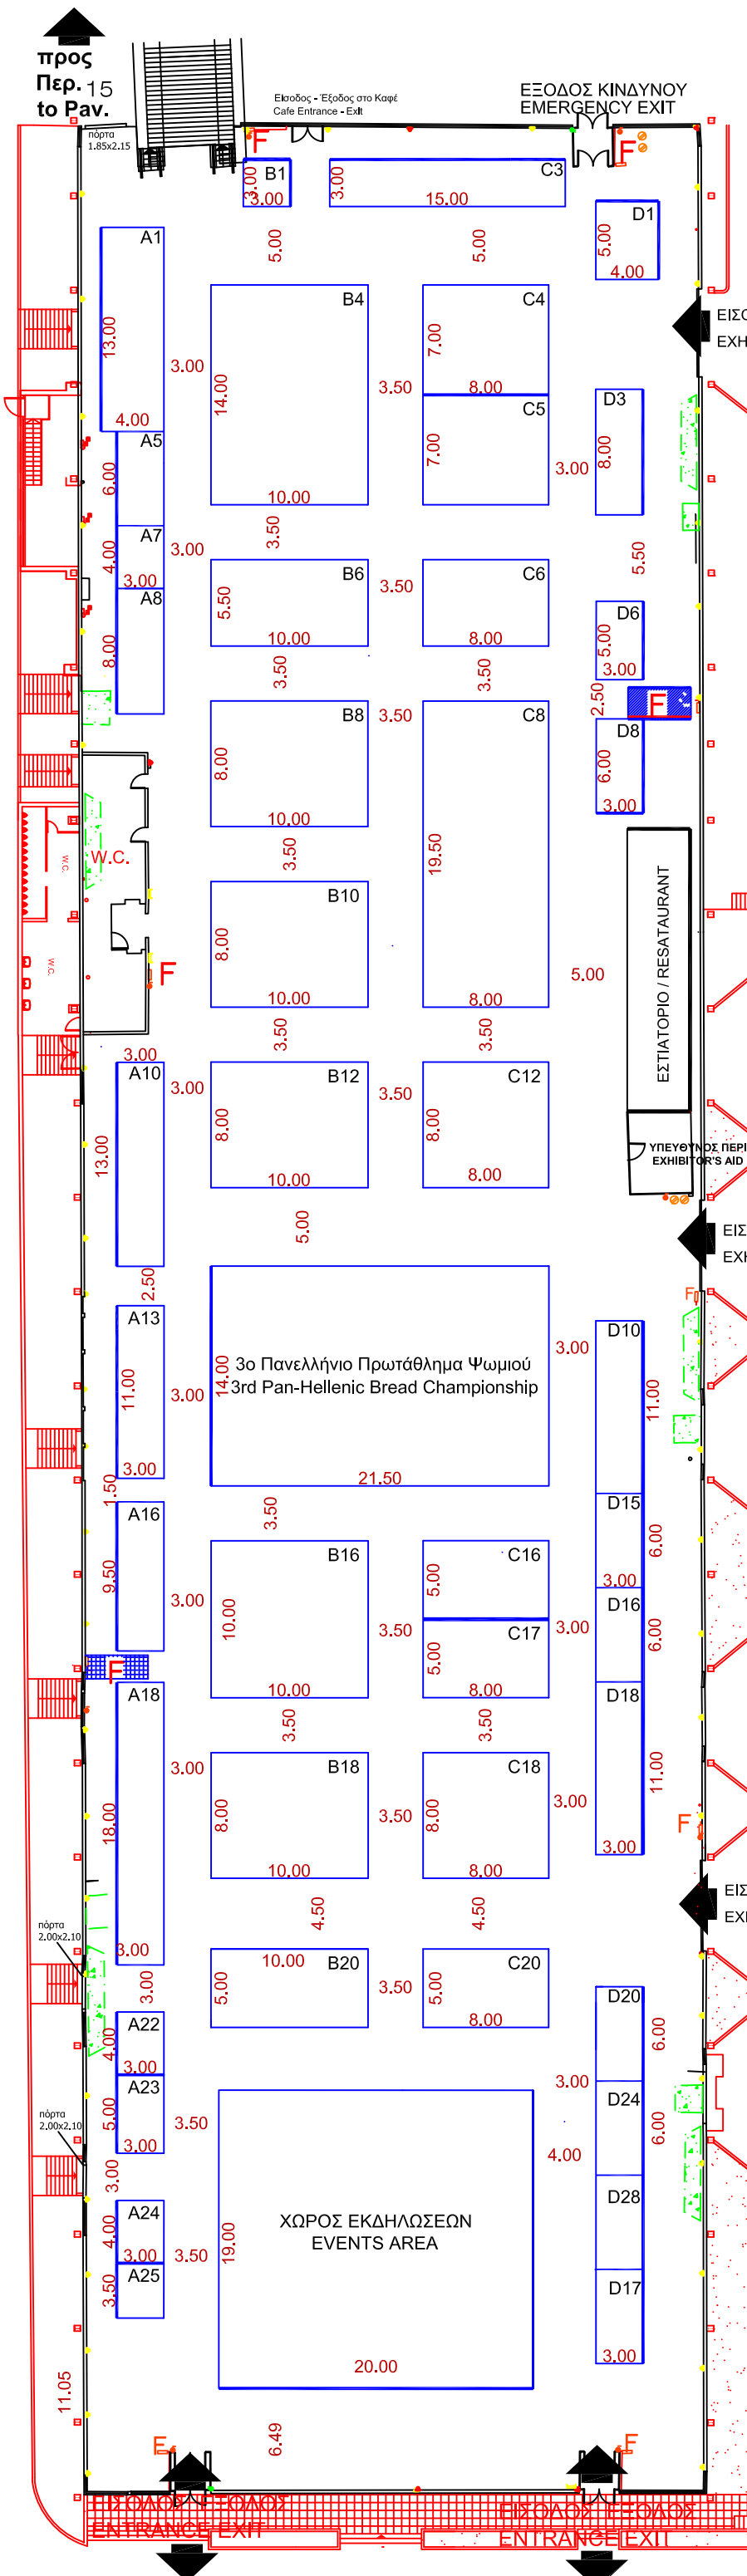 προς
Περ. 15
to Pav.
Είσοδος - Έξοδος στο Καφέ
Cafe Entrance - Exit
ΕΞΟΔΟΣ ΚΙΝΔΥΝΟΥ
EMERGENCY EXIT
πόρτα
1.85x2.15
F
F
B1
3.00
3.00
C3
3.00
15.00
D1
5.00
4.00
5.00
5.00
A1
13.00
4.00
3.00
B4
14.00
10.00
3.50
C4
7.00
8.00
C5
7.00
3.00
D3
8.00
ΕΙΣΟ
EXH
A5
6.00
A7
4.00
3.00
3.00
A8
8.00
3.50
5.50
B6
5.50
10.00
3.50
C6
8.00
D6
5.00
3.00
3.50
3.50
2.50
F
B8
8.00
10.00
3.50
C8
19.50
8.00
D8
6.00
3.00
W.C.
W.C.
W.C.
F
3.50
B10
8.00
10.00
5.00
ΕΣΤΙΑΤΟΡΙΟ / RESATAURANT
3.50
3.50
3.00
A10
13.00
3.00
B12
8.00
10.00
3.50
C12
8.00
8.00
ΥΠΕΥΘΥΝΟΣ ΠΕΡΙ
EXHIBITOR'S AID
5.00
ΕΙΣ
EXH
2.50
F
A13
11.00
3.00
3.00
14.00
3ο Πανελλήνιο Πρωτάθλημα Ψωμιού
3rd Pan-Hellenic Bread Championship
21.50
3.00
D10
11.00
1.50
3.50
A16
9.50
3.00
B16
10.00
10.00
3.50
C16
5.00
C17
5.00
8.00
3.00
D15
6.00
3.00
D16
6.00
F
A18
18.00
3.00
3.00
3.50
3.50
B18
8.00
10.00
3.50
C18
8.00
8.00
3.00
D18
11.00
3.00
F
4.50
4.50
ΕΙΣ
EXH
πόρτα
2.00x2.10
3.00
B20
10.00
5.00
3.50
C20
5.00
8.00
D20
6.00
A22
4.00
3.00
A23
5.00
3.00
3.50
3.00
4.00
D24
6.00
πόρτα
2.00x2.10
3.00
A24
4.00
3.00
3.50
A25
3.50
19.00
ΧΩΡΟΣ ΕΚΔΗΛΩΣΕΩΝ
EVENTS AREA
20.00
D28
D17
3.00
11.05
6.49
F
F
ΕΙΣΟΔΟΣ ΕΞΟΔΟΣ
ENTRANCE EXIT
ΕΙΣΟΔΟΣ ΕΞΟΔΟΣ
ENTRANCE EXIT